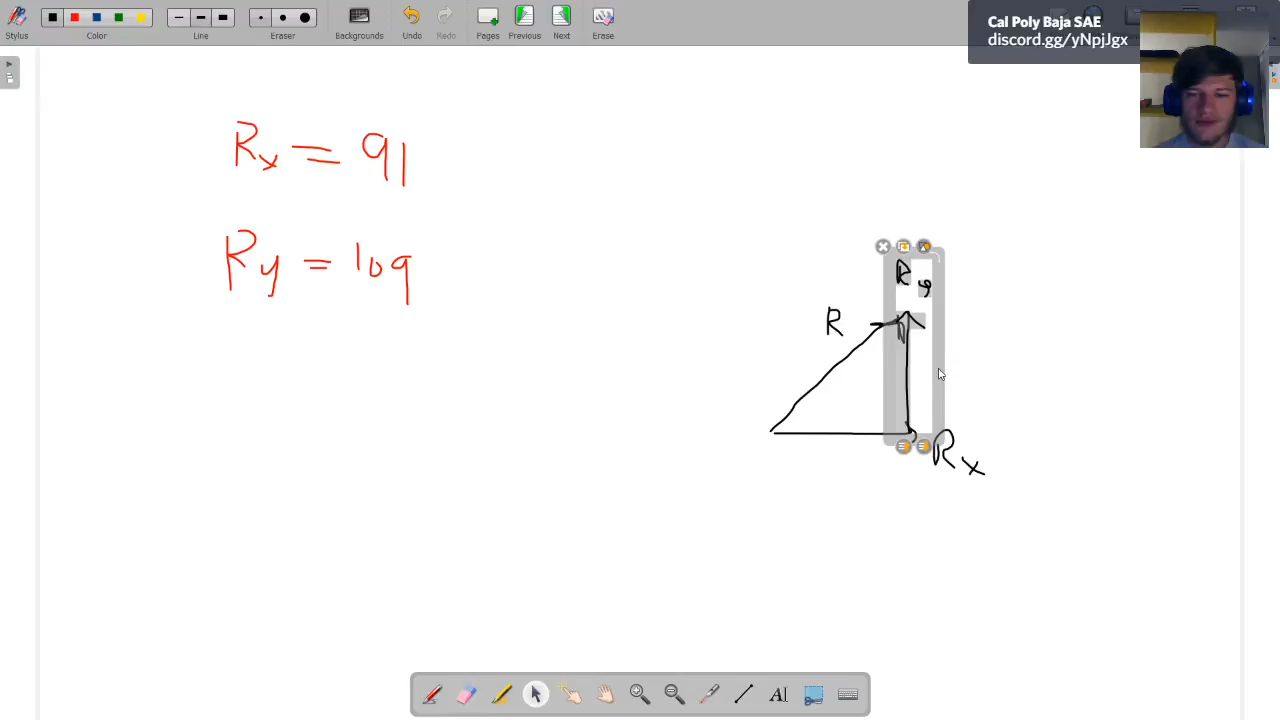 Stylus
Color
Line
Eraser
Backgrounds
Undo
Redo
Pages
Previous
Next
Erase
Cal Poly Baja SAE
discord.gg/yNpjJgx
Rx = 91
Ry = 109
Ry
R
Rx
AI